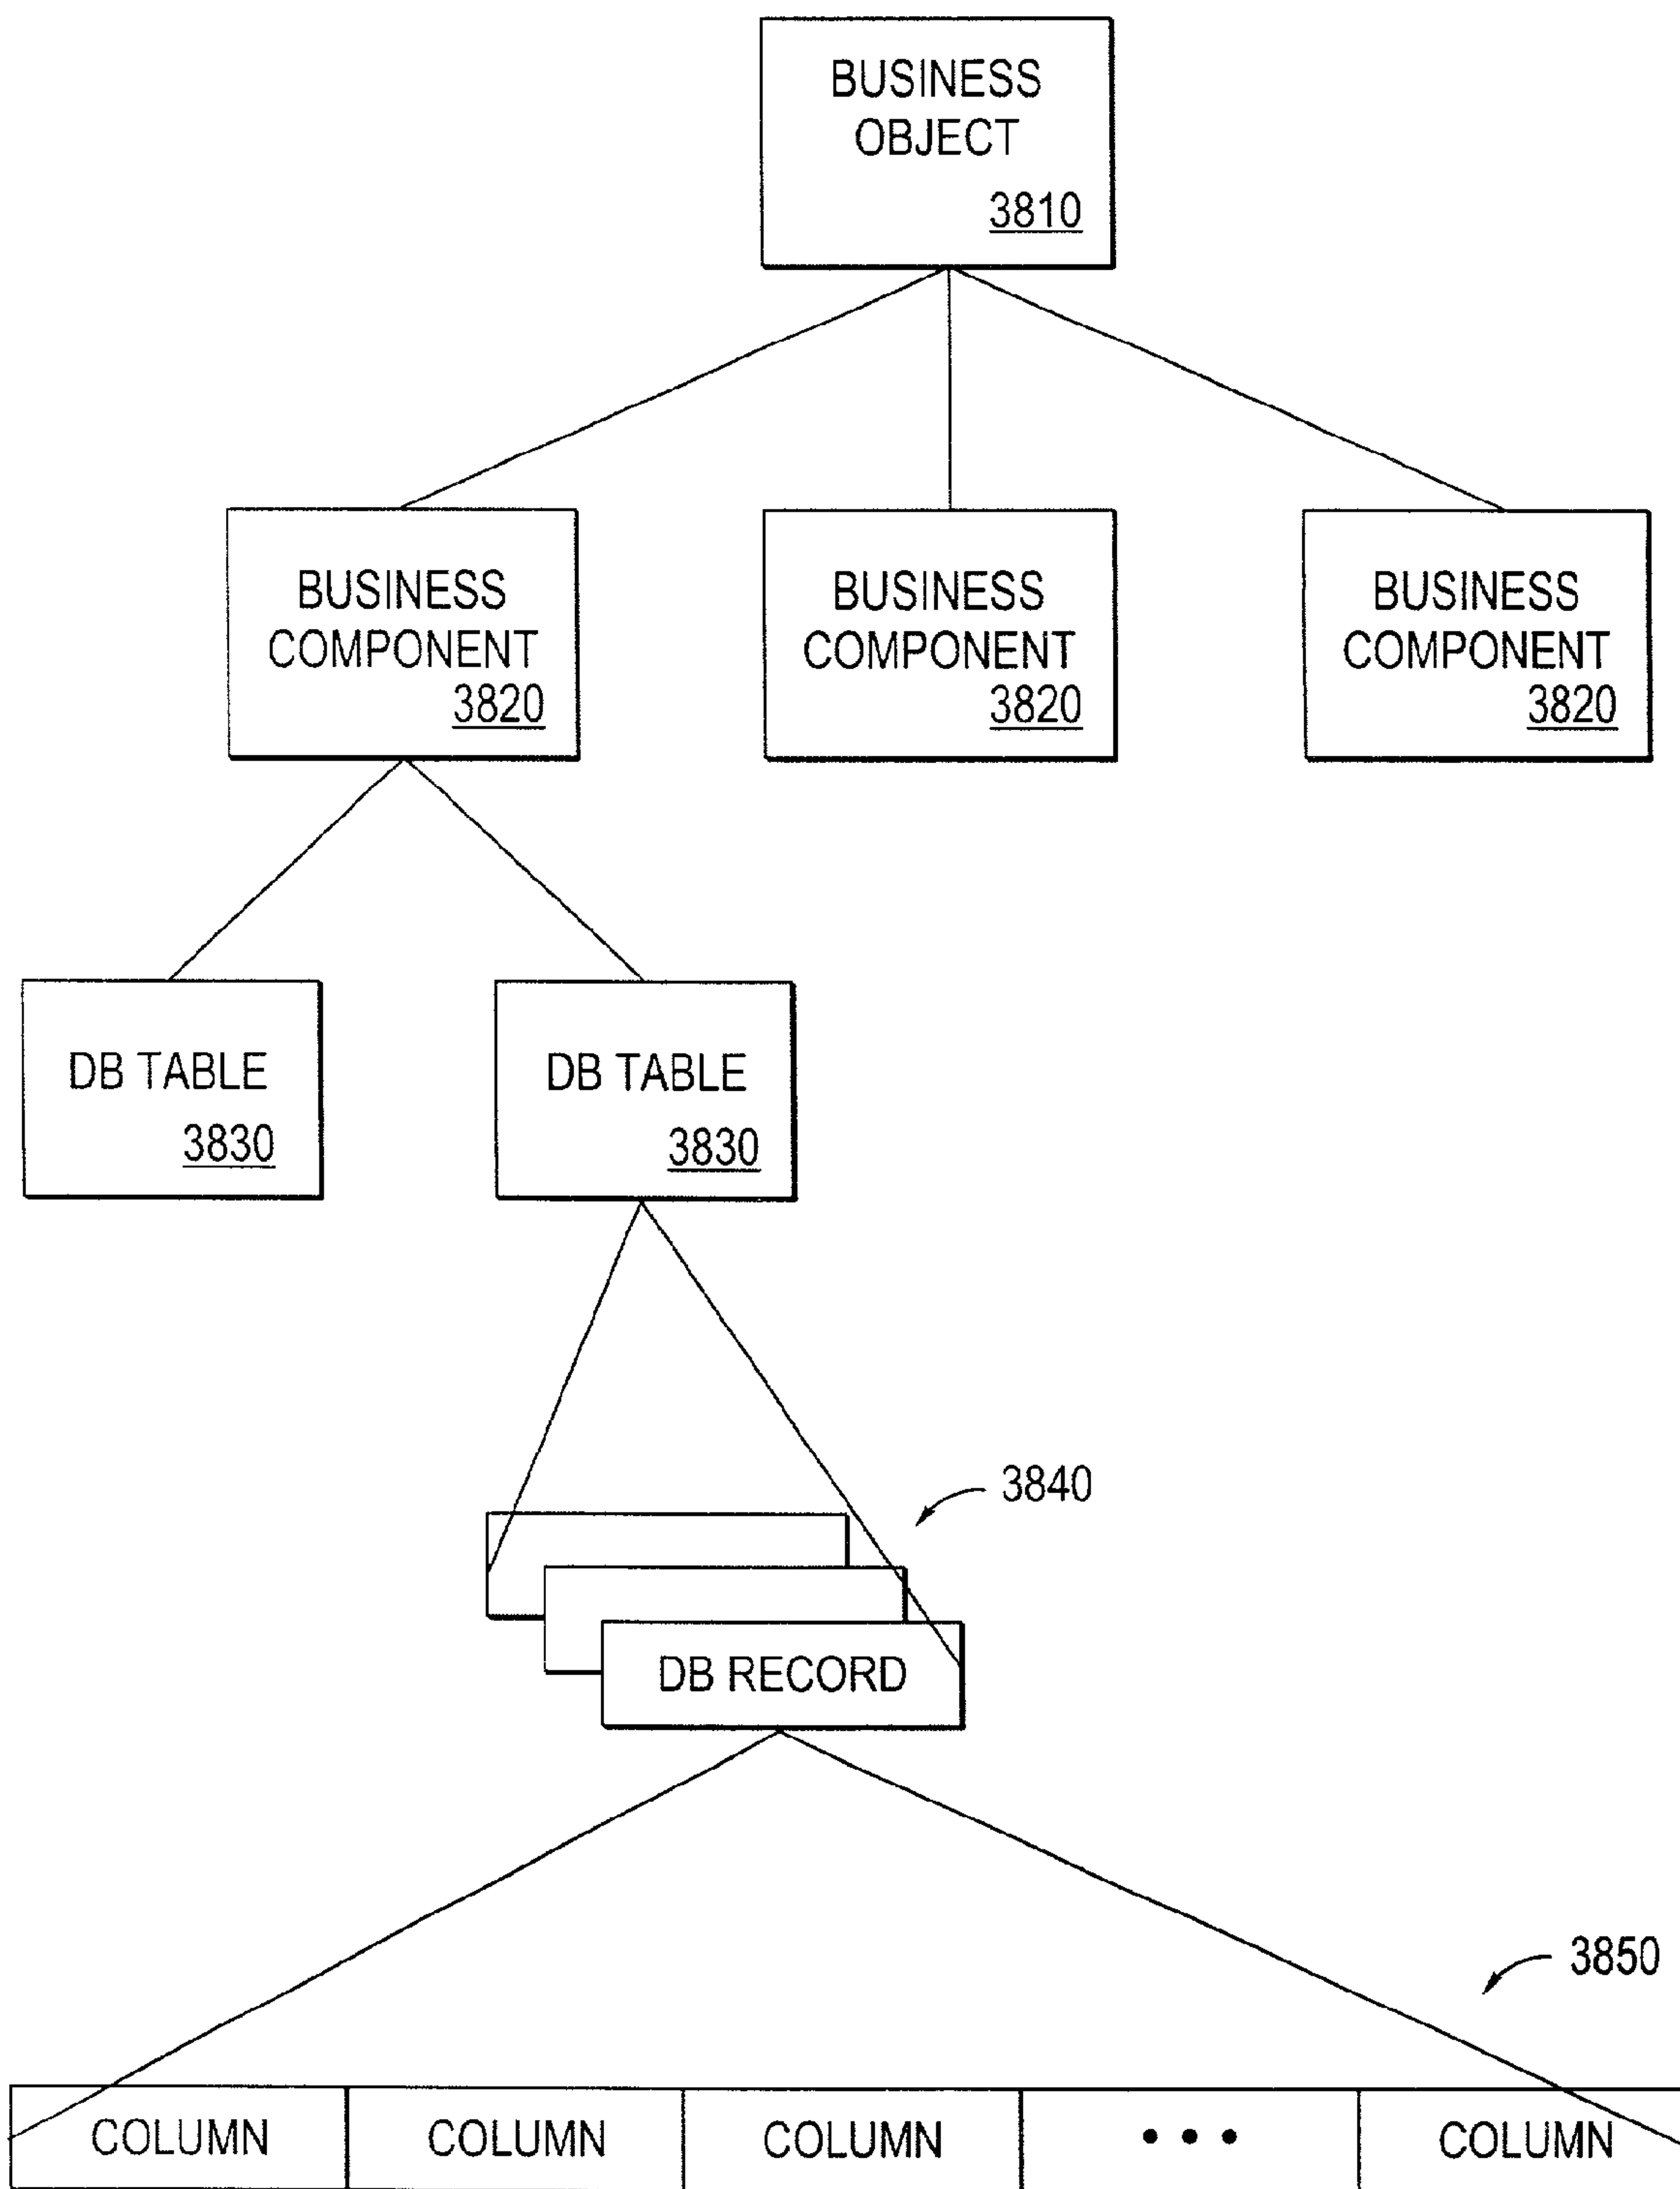 BUSINESS
OBJECT
3810
BUSINESS
COMPONENT
3820
BUSINESS
COMPONENT
3820
BUSINESS
COMPONENT
3820
DB TABLE
3830
DB TABLE
3830
3840
DB RECORD
3850
COLUMN
COLUMN
COLUMN
• • •
COLUMN